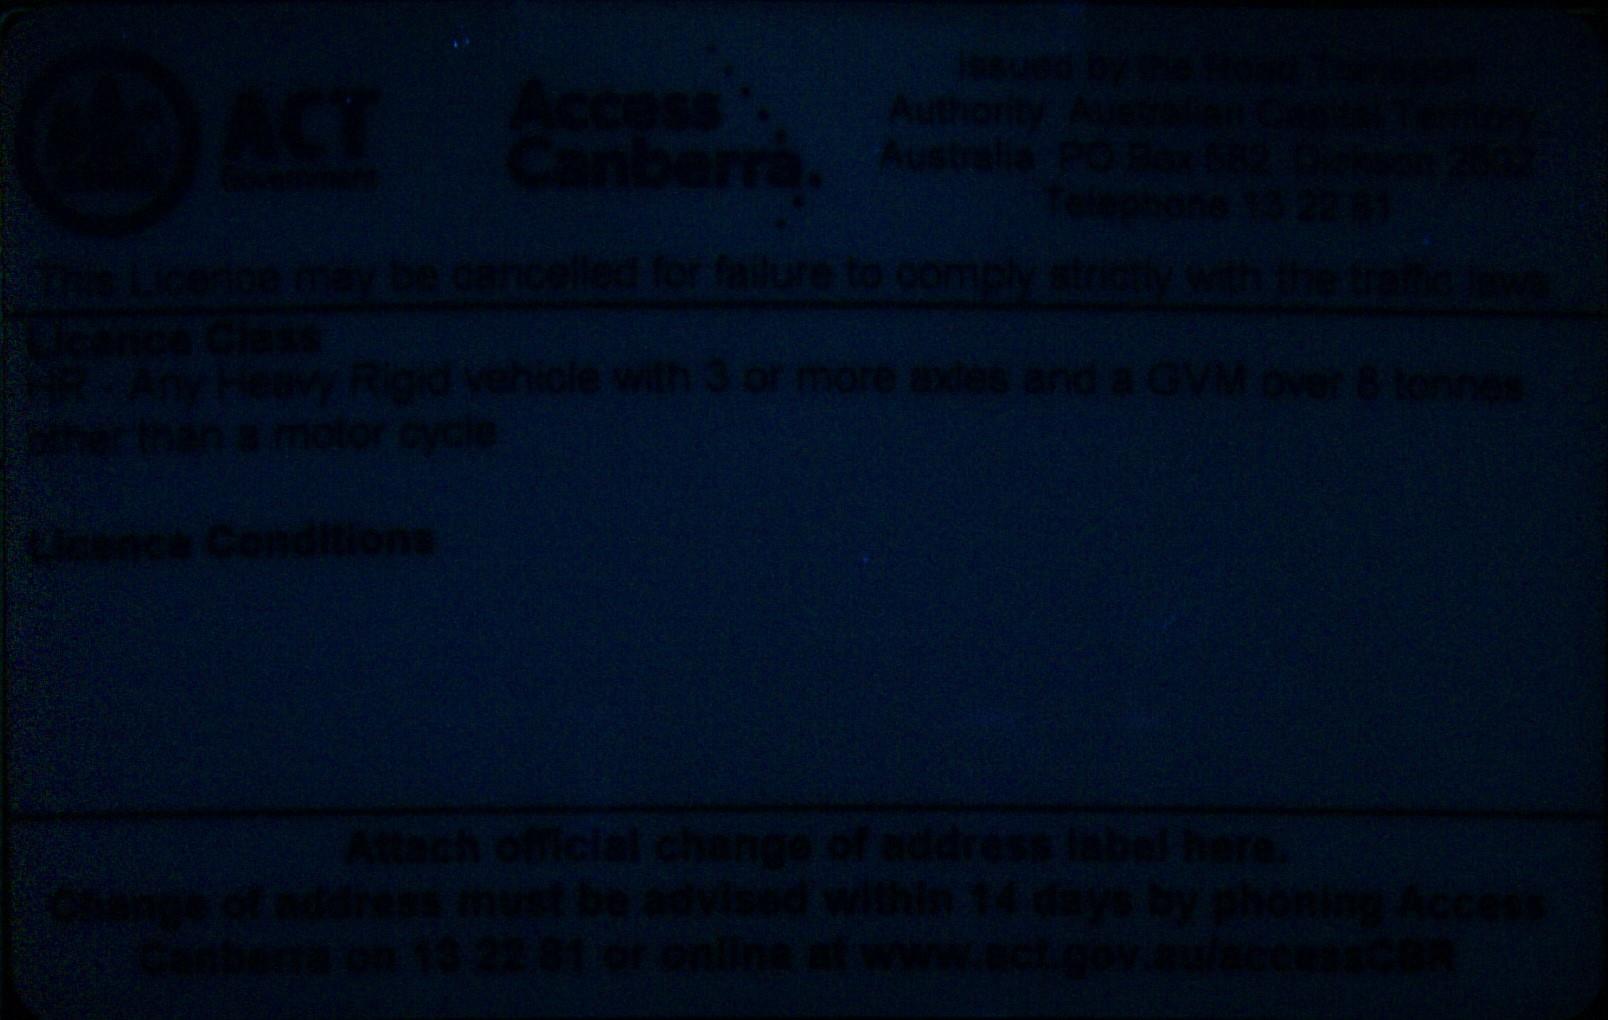 ACT
Government
Access
Canberra.
Issued by the Road Transport
Authority Australian Capital Territory
Australia PO Box 582 Dickson 2602
Telephone 13 22 81
This Licence may be cancelled for failure to comply strictly with the traffic laws
Licence Class
HR - Any Heavy Rigid vehicle with 3 or more axles and a GVM over 8 tonnes
other than a motor cycle
Licence Conditions
Attach official change of address label here.
Change of address must be advised within 14 days by phoning Access
Canberra on 13 22 81 or online at www.act.gov.au/accessCBR